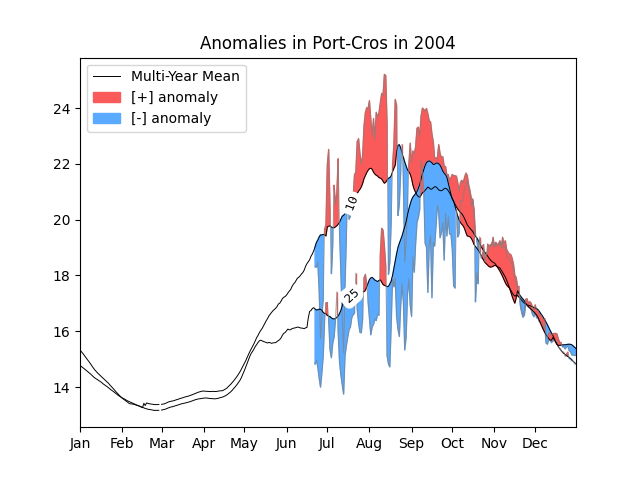 Anomalies in Port-Cros in 2004
Multi-Year Mean
[+] anomaly
[-] anomaly
24
22
20
18
16
14
10
25
Jan Feb Mar Apr May Jun Jul Aug Sep Oct Nov Dec